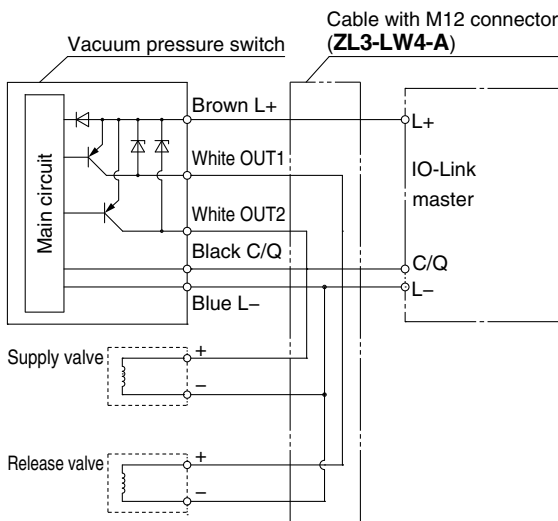 Cable with M12 connector
(ZL3-LW4-A)
Vacuum pressure switch
Main circuit
Brown L+
White OUT1
White OUT2
Black C/Q
Blue L–
L+
IO-Link
master
C/Q
L–
Supply valve
+
–
Release valve
+
–